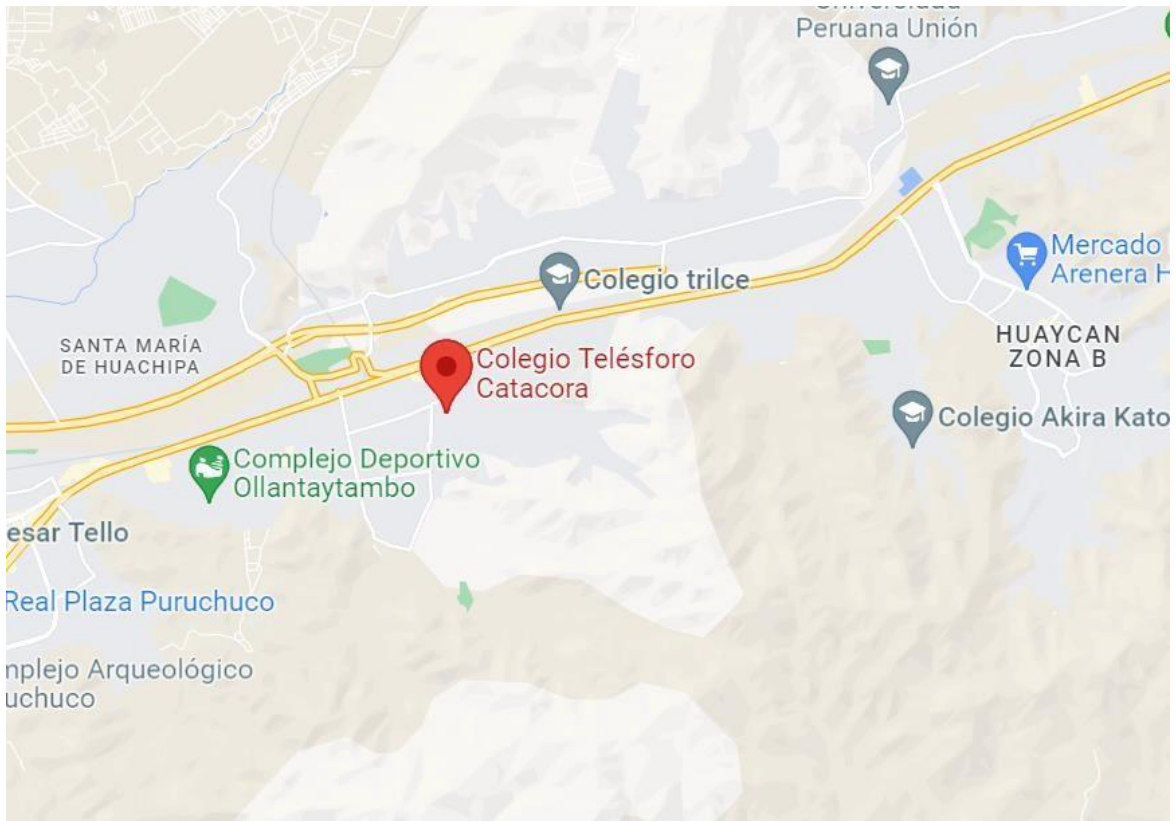 Peruana Unión
Colegio trilce
Mercado
Arenera H
SANTA MARÍA
DE HUACHIPA
HUAYCAN
ZONA B
Colegio Telésforo
Catacora
Colegio Akira Kato
Complejo Deportivo
Ollantaytambo
esar Tello
Real Plaza Puruchuco
mplejo Arqueológico
uchuco